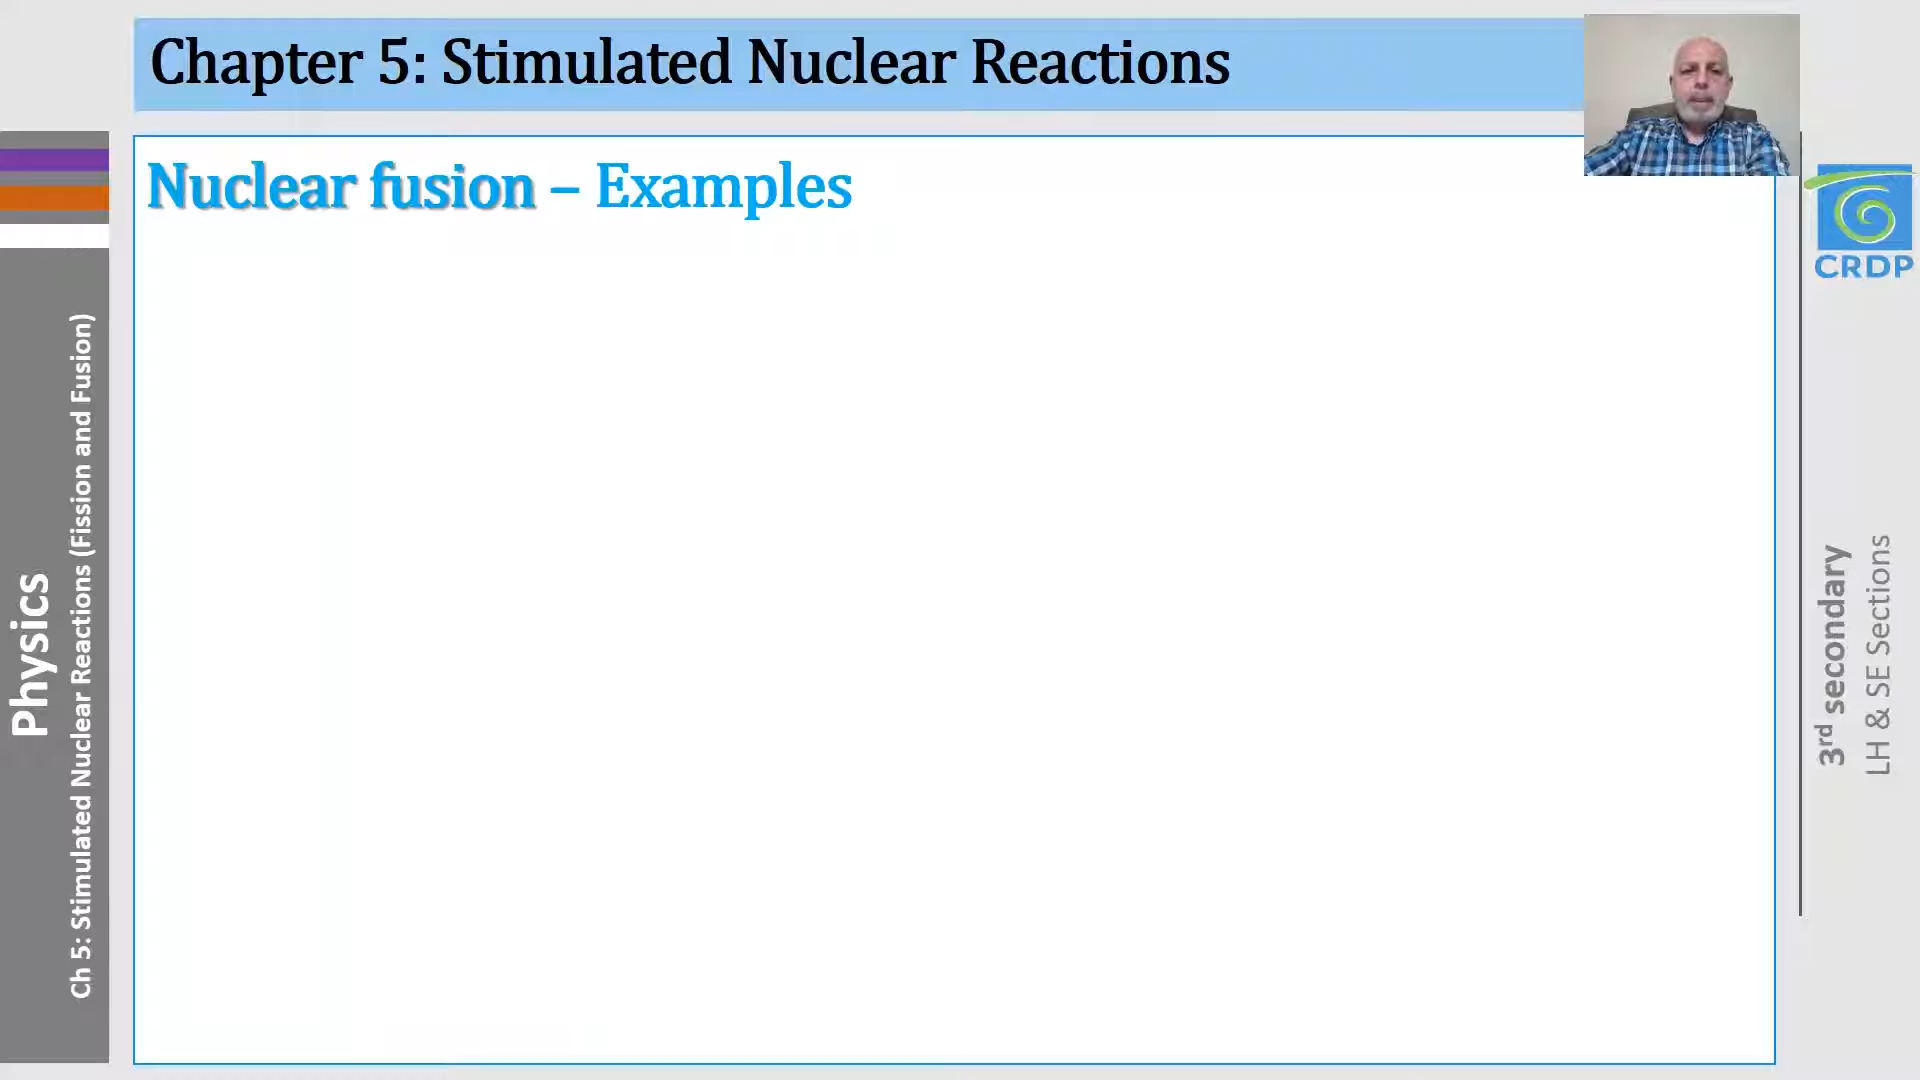 Chapter 5: Stimulated Nuclear Reactions
Nuclear fusion – Examples
Physics
Ch 5: Stimulated Nuclear Reactions (Fission and Fusion)
CRDP
3rd secondary
LH & SE Sections